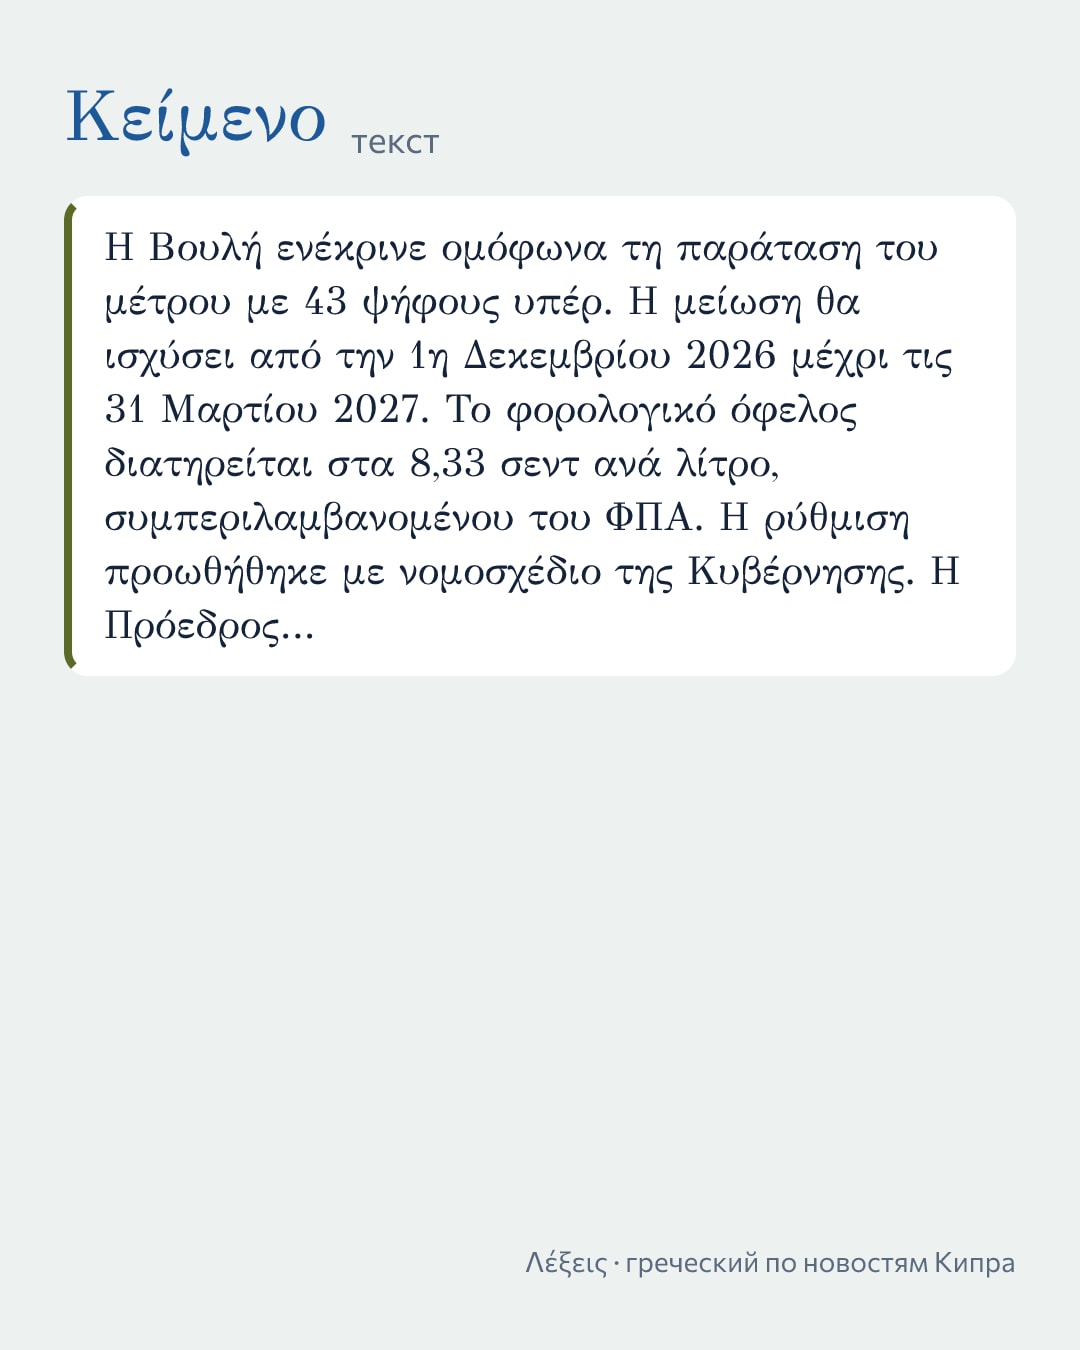 Κείμενο текст
Η Βουλή ενέκρινε ομόφωνα τη παράταση του
μέτρου με 43 ψήφους υπέρ. Η μείωση θα
ισχύσει από την 1η Δεκεμβρίου 2026 μέχρι τις
31 Μαρτίου 2027. Το φορολογικό όφελος
διατηρείται στα 8,33 σεντ ανά λίτρο,
συμπεριλαμβανομένου του ΦΠΑ. Η ρύθμιση
προωθήθηκε με νομοσχέδιο της Κυβέρνησης. Η
Πρόεδρος...
Λέξεις · греческий по новостям Кипра